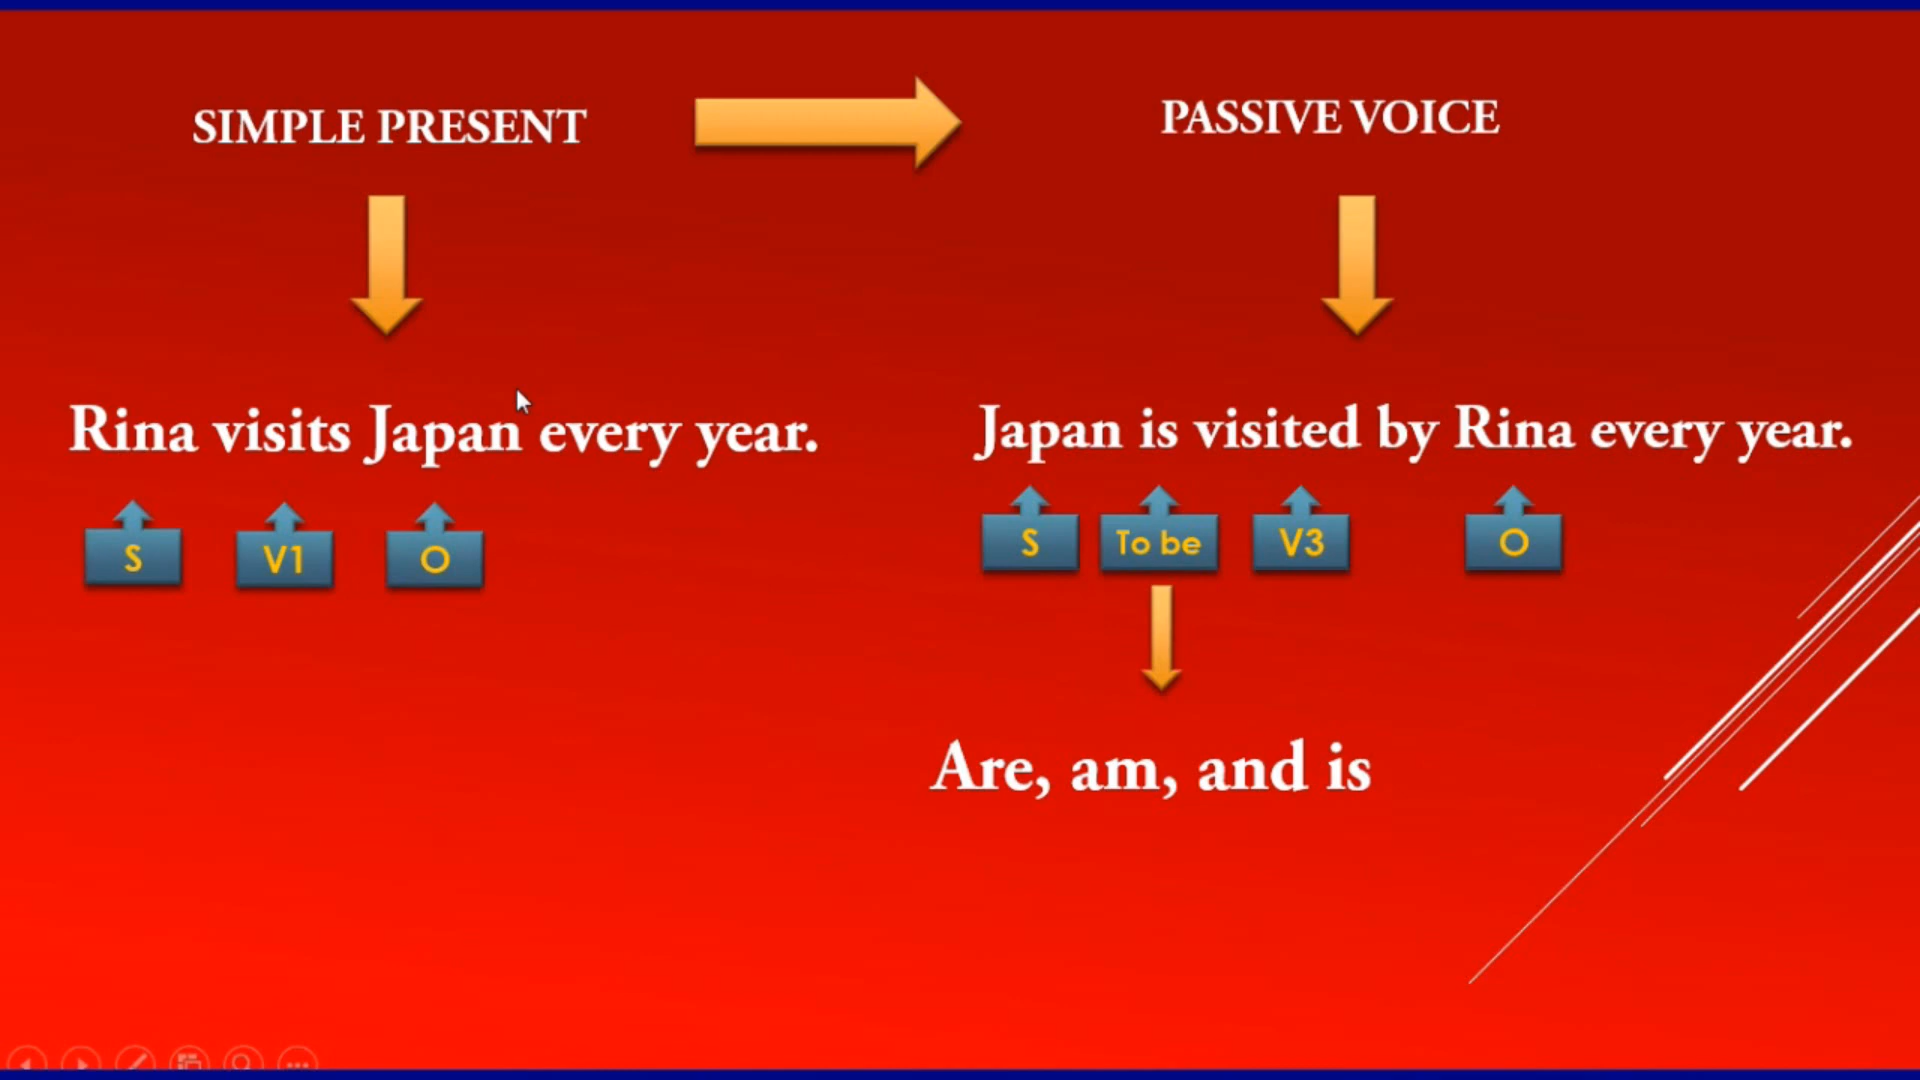 SIMPLE PRESENT
PASSIVE VOICE
Rina visits Japan every year.
S
V1
O
Japan is visited by Rina every year.
S
To be
V3
O
Are, am, and is